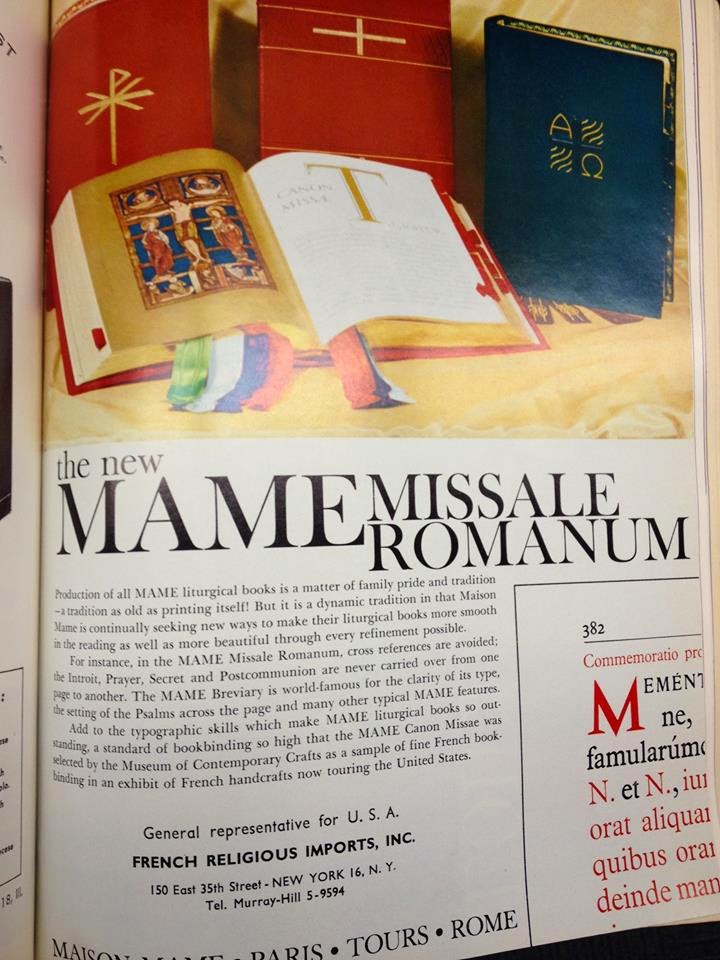 CANON
MISSÆ
T
Α
Ω
the new
MAME MISSALE
ROMANUM
Production of all MAME liturgical books is a matter of family pride and tradition
–a tradition as old as printing itself! But it is a dynamic tradition in that Maison
Mame is continually seeking new ways to make their liturgical books more smooth
in the reading as well as more beautiful through every refinement possible.
For instance, in the MAME Missale Romanum, cross references are avoided;
the Introit, Prayer, Secret and Postcommunion are never carried over from one
page to another. The MAME Breviary is world-famous for the clarity of its type,
the setting of the Psalms across the page and many other typical MAME features.
Add to the typographic skills which make MAME liturgical books so out-
standing, a standard of bookbinding so high that the MAME Canon Missae was
selected by the Museum of Contemporary Crafts as a sample of fine French book-
binding in an exhibit of French handcrafts now touring the United States.
General representative for U. S. A.
FRENCH RELIGIOUS IMPORTS, INC.
150 East 35th Street - NEW YORK 16, N. Y.
Tel. Murray-Hill 5-9594
MAISON MAME • PARIS • TOURS • ROME
382
Commemoratio pro
MEMÉNT
ne,
famularúm
N. et N., iun
orat aliquan
quibus orar
deinde man
18, Ill.